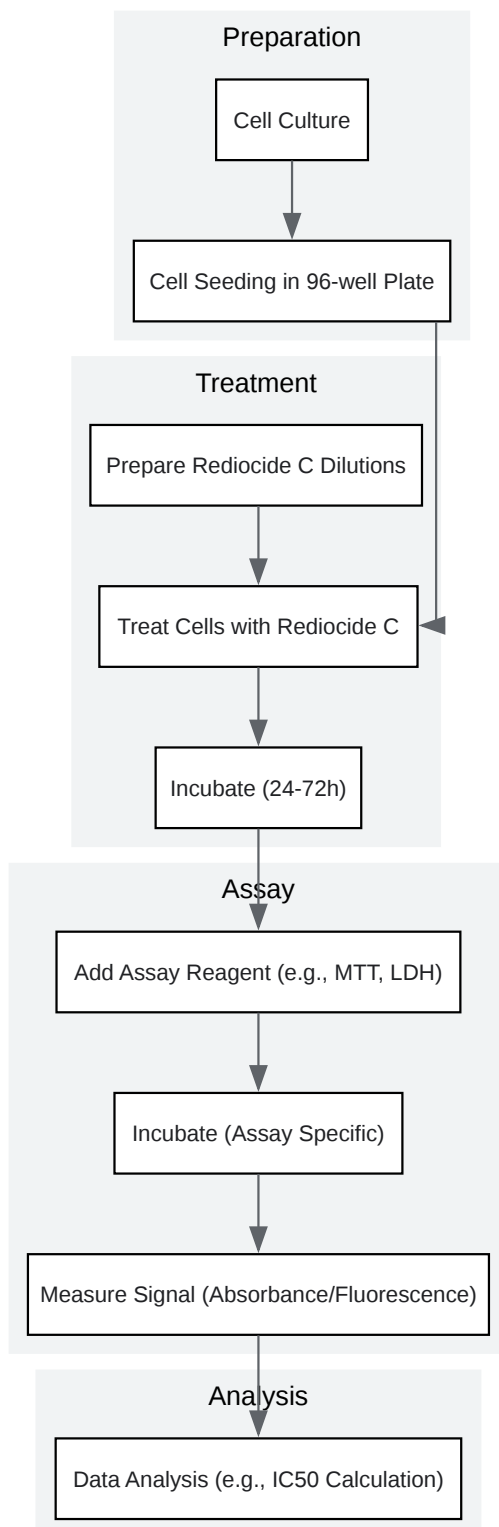 Preparation
Cell Culture
Cell Seeding in 96-well Plate
Treatment
Prepare Rediocide C Dilutions
Treat Cells with Rediocide C
Incubate (24-72h)
Assay
Add Assay Reagent (e.g., MTT, LDH)
Incubate (Assay Specific)
Measure Signal (Absorbance/Fluorescence)
Analysis
Data Analysis (e.g., IC50 Calculation)